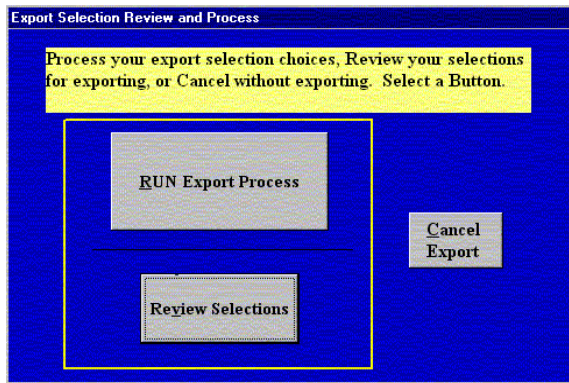 Export Selection Review and Process
Process your export selection choices, Review your selections
for exporting, or Cancel without exporting.  Select a Button.
RUN Export Process
Cancel
Export
Review Selections